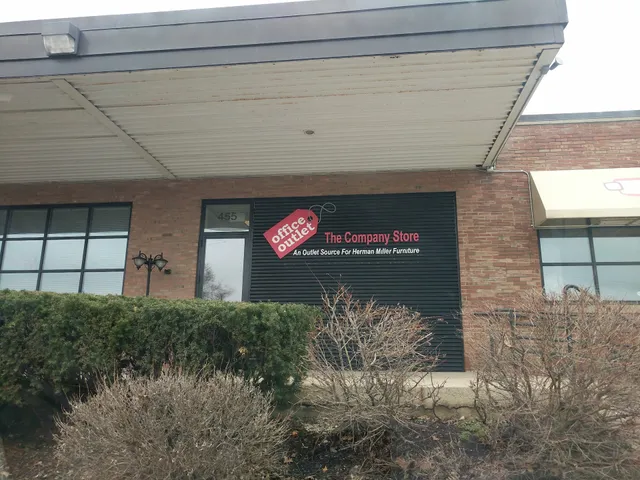 455
office
outlet
The Company Store
An Outlet Source For Herman Miller Furniture